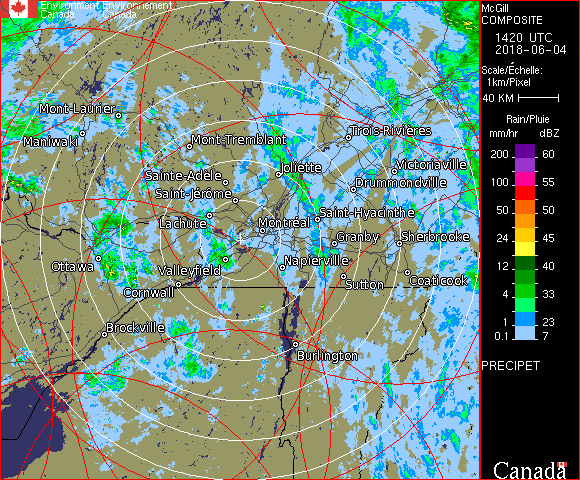 Environment Environnement
Canada Canada
Mont-Laurier
Maniwaki
Mont-Tremblant
Trois-Rivières
Joliette
Victoriaville
Sainte-Adèle
Drummondville
Saint-Jérôme
Lachute
Saint-Hyacinthe
Montréal
Granby
Sherbrooke
Ottawa
Valleyfield
Napierville
Cornwall
Sutton
Coaticook
Brockville
Burlington
McGill
COMPOSITE
1420 UTC
2018-06-04
Scale/Échelle:
1km/Pixel
40 KM
Rain/Pluie
mm/hr dBZ
200 60
100 55
50 50
24 45
12 40
4 33
1 23
0.1 7
PRECIPET
Canada